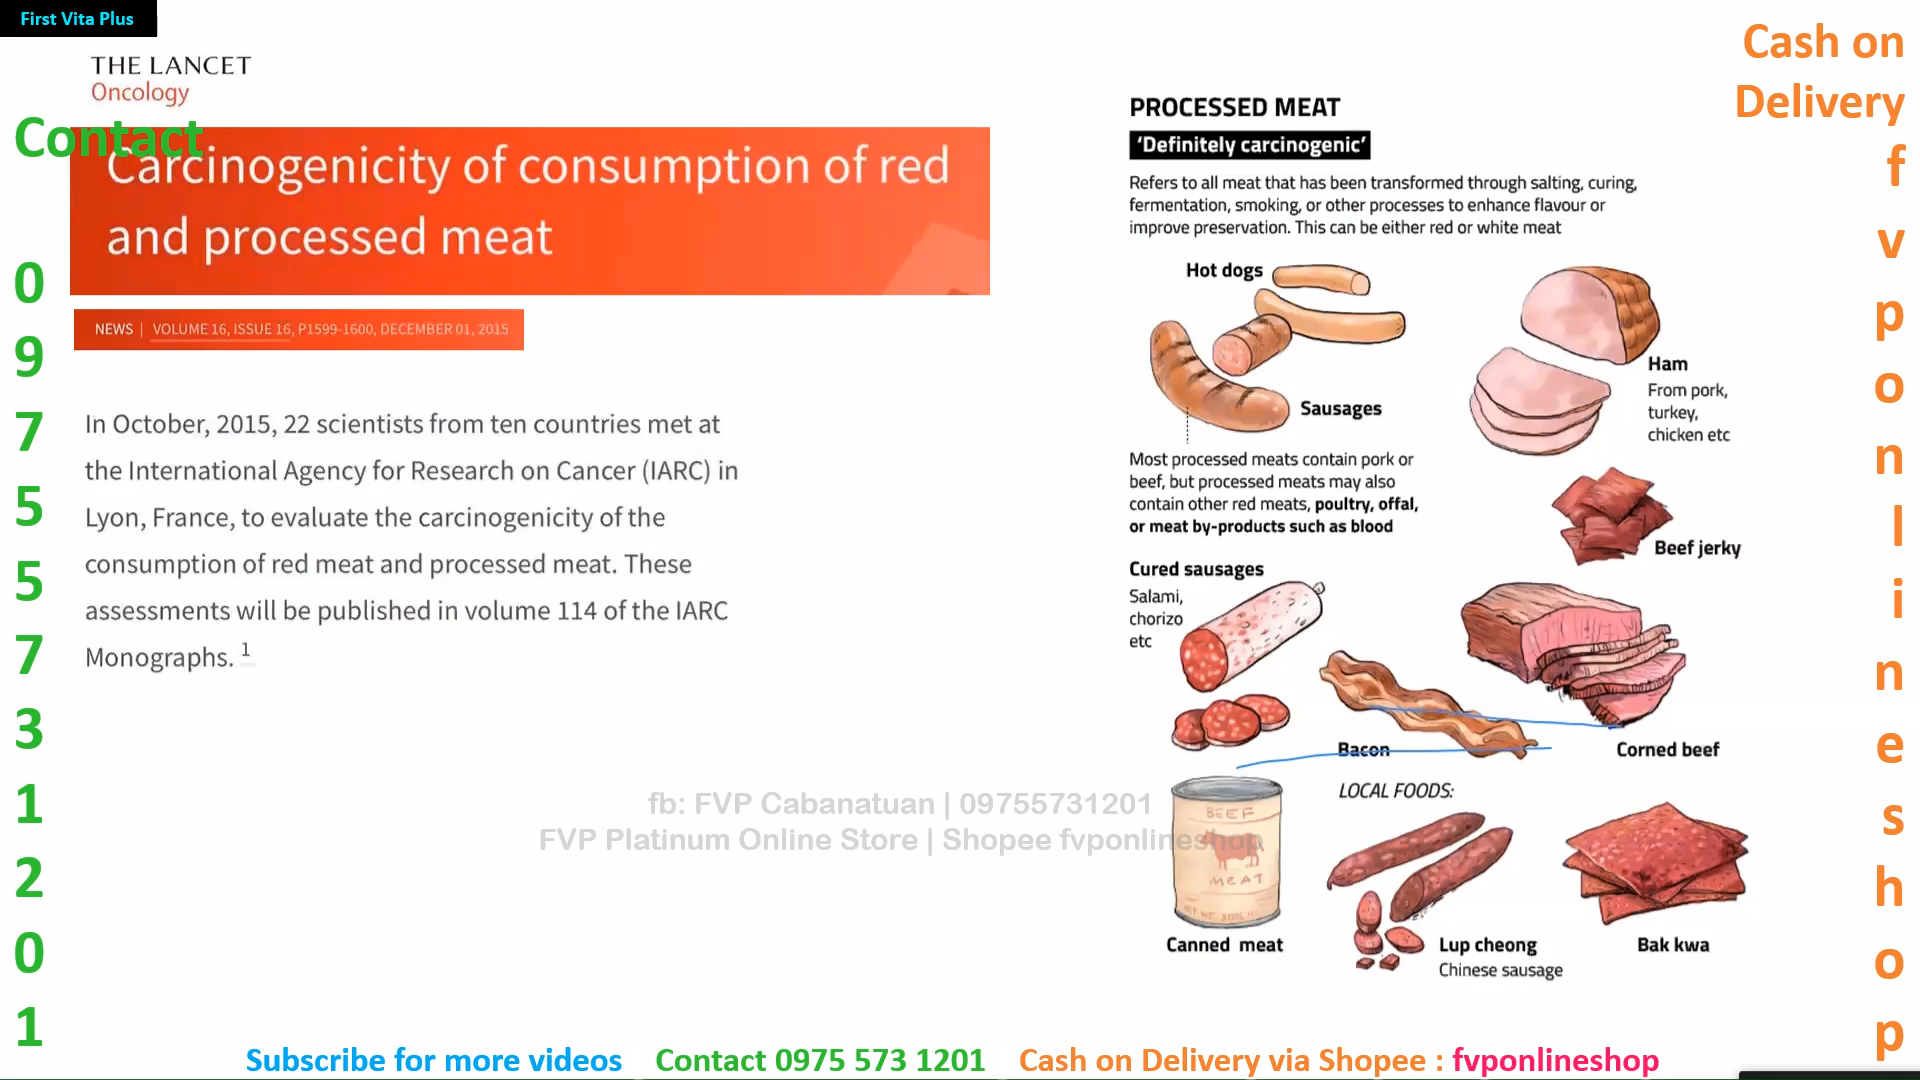 First Vita Plus
THE LANCET
Oncology
Contact
Carcinogenicity of consumption of red
and processed meat
NEWS | VOLUME 16, ISSUE 16, P1599-1600, DECEMBER 01, 2015
In October, 2015, 22 scientists from ten countries met at
the International Agency for Research on Cancer (IARC) in
Lyon, France, to evaluate the carcinogenicity of the
consumption of red meat and processed meat. These
assessments will be published in volume 114 of the IARC
Monographs. 1
0
9
7
5
5
7
3
1
2
0
1
PROCESSED MEAT
‘Definitely carcinogenic’
Refers to all meat that has been transformed through salting, curing,
fermentation, smoking, or other processes to enhance flavour or
improve preservation. This can be either red or white meat
Hot dogs
Sausages
Ham
From pork,
turkey,
chicken etc
Most processed meats contain pork or
beef, but processed meats may also
contain other red meats, poultry, offal,
or meat by-products such as blood
Beef jerky
Cured sausages
Salami,
chorizo
etc
Bacon
Corned beef
LOCAL FOODS:
BEEF
MEAT
Canned meat
Lup cheong
Chinese sausage
Bak kwa
fb: FVP Cabanatuan | 09755731201
FVP Platinum Online Store | Shopee fvponlineshop
Cash on
Delivery
f
v
p
o
n
l
i
n
e
s
h
o
p
Subscribe for more videos Contact 0975 573 1201 Cash on Delivery via Shopee : fvponlineshop